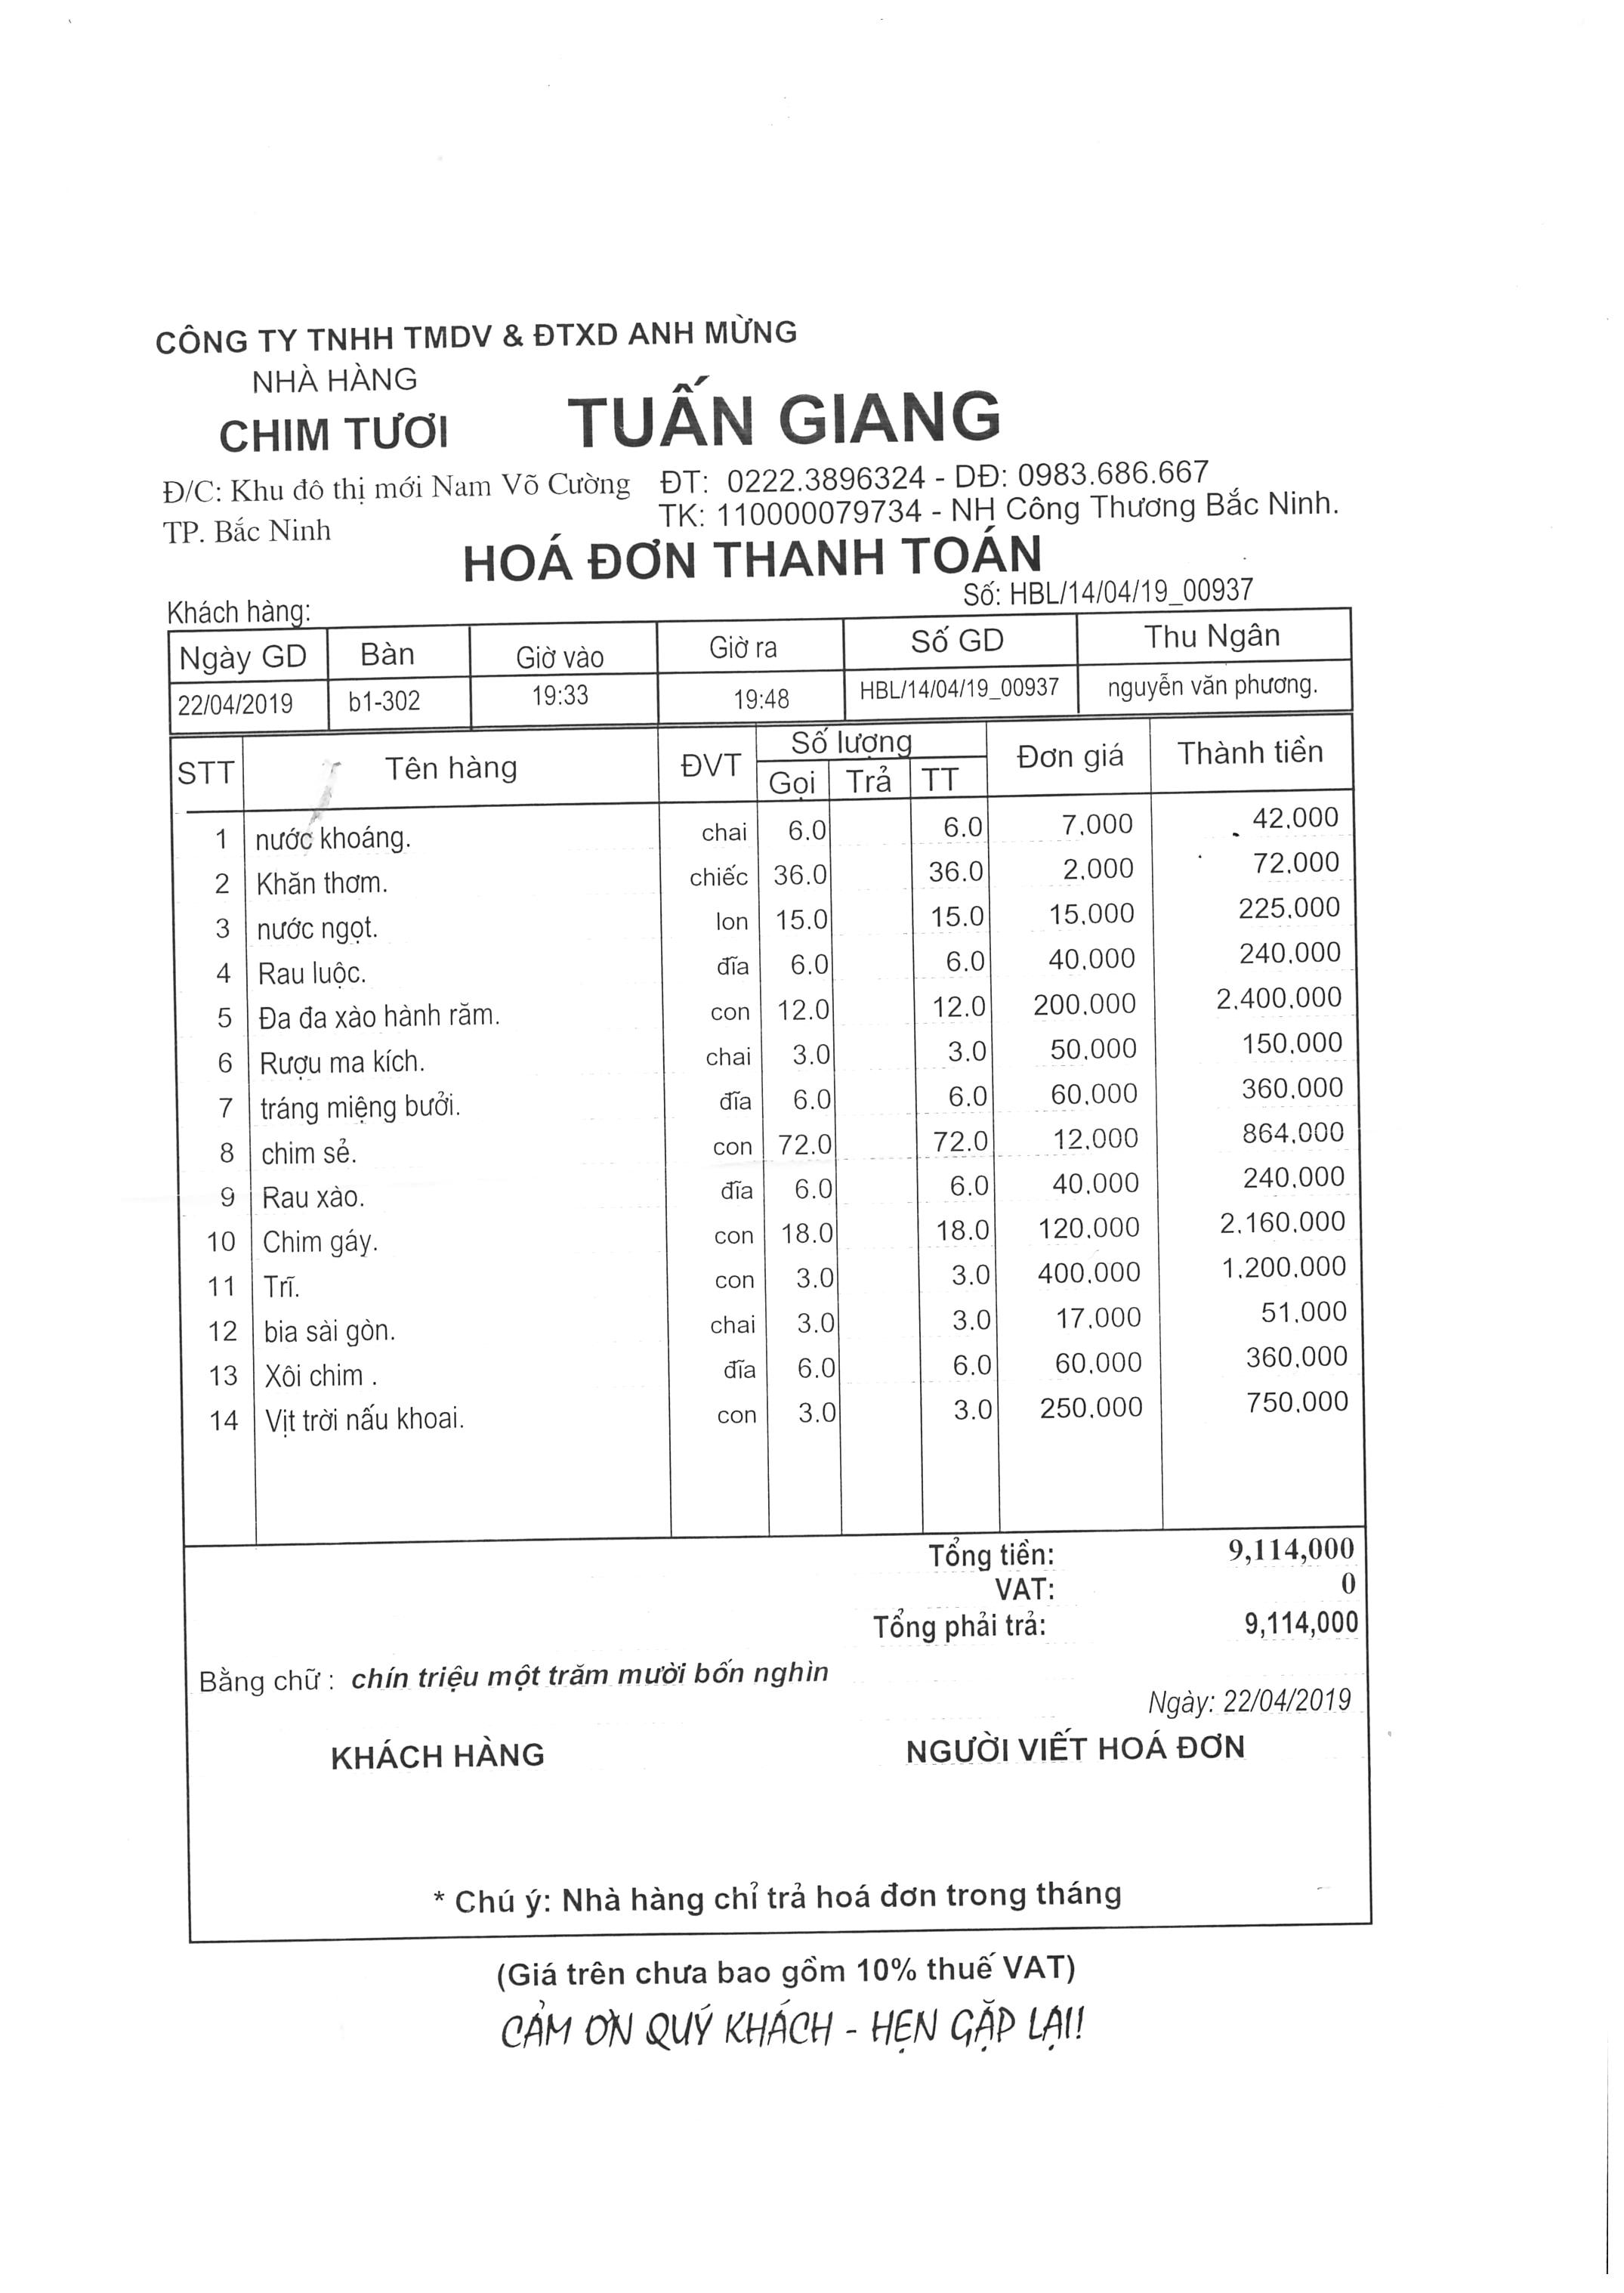 CÔNG TY TNHH TMDV & ĐTXD ANH MỪNG
NHÀ HÀNG
CHIM TƯƠI TUẤN GIANG
Đ/C: Khu đô thị mới Nam Võ Cường ĐT: 0222.3896324 - DĐ: 0983.686.667
TP. Bắc Ninh TK: 110000079734 - NH Công Thương Bắc Ninh.
HOÁ ĐƠN THANH TOÁN
Khách hàng: Số: HBL/14/04/19_00937
Ngày GD Bàn Giờ vào Giờ ra Số GD Thu Ngân
22/04/2019 b1-302 19:33 19:48 HBL/14/04/19_00937 nguyễn văn phương.
STT Tên hàng ĐVT Số lượng Đơn giá Thành tiền
Gọi Trả TT
1 nước khoáng. chai 6.0 6.0 7,000 42,000
2 Khăn thơm. chiếc 36.0 36.0 2,000 72,000
3 nước ngọt. lon 15.0 15.0 15,000 225,000
4 Rau luộc. đĩa 6.0 6.0 40,000 240,000
5 Đa đa xào hành răm. con 12.0 12.0 200,000 2,400,000
6 Rượu ma kích. chai 3.0 3.0 50,000 150,000
7 tráng miệng bưởi. đĩa 6.0 6.0 60,000 360,000
8 chim sẻ. con 72.0 72.0 12,000 864,000
9 Rau xào. đĩa 6.0 6.0 40,000 240,000
10 Chim gáy. con 18.0 18.0 120,000 2,160,000
11 Trĩ. con 3.0 3.0 400,000 1,200,000
12 bia sài gòn. chai 3.0 3.0 17,000 51,000
13 Xôi chim . đĩa 6.0 6.0 60,000 360,000
14 Vịt trời nấu khoai. con 3.0 3.0 250,000 750,000
Tổng tiền: 9,114,000
VAT: 0
Tổng phải trả: 9,114,000
Bằng chữ : chín triệu một trăm mười bốn nghìn
Ngày: 22/04/2019
KHÁCH HÀNG NGƯỜI VIẾT HOÁ ĐƠN
* Chú ý: Nhà hàng chỉ trả hoá đơn trong tháng
(Giá trên chưa bao gồm 10% thuế VAT)
CẢM ƠN QUÝ KHÁCH - HẸN GẶP LẠI!